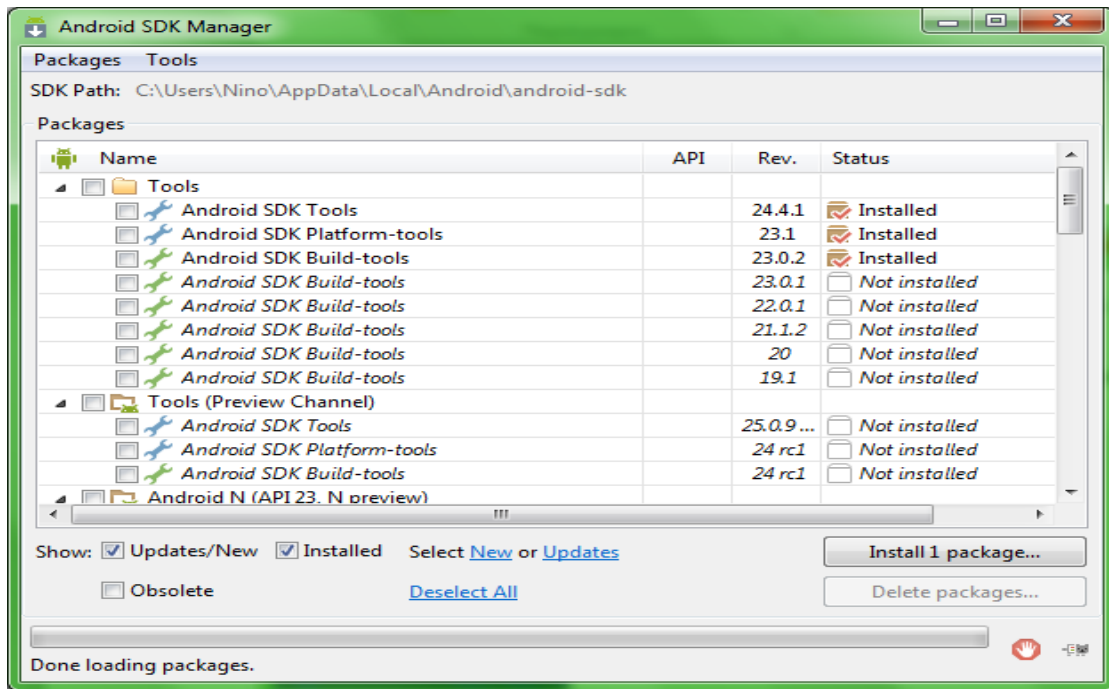 Android SDK Manager
Packages Tools
SDK Path: C:\Users\Nino\AppData\Local\Android\android-sdk
Packages
Name API Rev. Status
Tools
Android SDK Tools 24.4.1 Installed
Android SDK Platform-tools 23.1 Installed
Android SDK Build-tools 23.0.2 Installed
Android SDK Build-tools 23.0.1 Not installed
Android SDK Build-tools 22.0.1 Not installed
Android SDK Build-tools 21.1.2 Not installed
Android SDK Build-tools 20 Not installed
Android SDK Build-tools 19.1 Not installed
Tools (Preview Channel)
Android SDK Tools 25.0.9 ... Not installed
Android SDK Platform-tools 24 rc1 Not installed
Android SDK Build-tools 24 rc1 Not installed
Android N (API 23, N preview)
Show: Updates/New Installed Select New or Updates Install 1 package...
Obsolete Deselect All Delete packages...
Done loading packages.